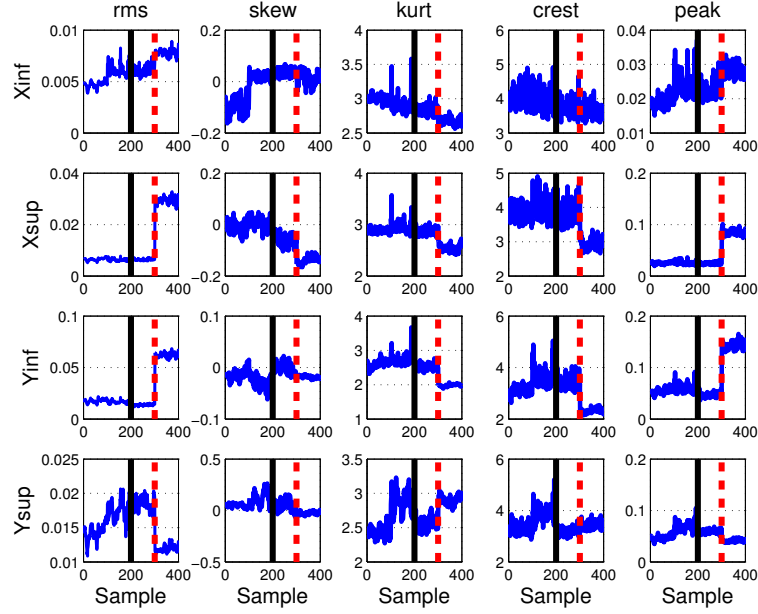 rms skew kurt crest peak
Xinf
0.01 0.2 4 6 0.04
0.005 0 3.5 5 0.03
3 4 0.02
0 −0.2 2.5 3 0.01
0 200 400 0 200 400 0 200 400 0 200 400 0 200 400
Xsup
0.04 0.2 4 5 0.2
0.02 0 3 4 0.1
3
0 −0.2 2 2 0
0 200 400 0 200 400 0 200 400 0 200 400 0 200 400
Yinf
0.1 0.1 4 6 0.2
0.05 0 3 4 0.1
2
0 −0.1 1 2 0
0 200 400 0 200 400 0 200 400 0 200 400 0 200 400
Ysup
0.025 0.5 3.5 6 0.2
0.02 0 3 4 0.1
0.015 2.5
0.01 −0.5 2 2 0
0 200 400 0 200 400 0 200 400 0 200 400 0 200 400
Sample Sample Sample Sample Sample